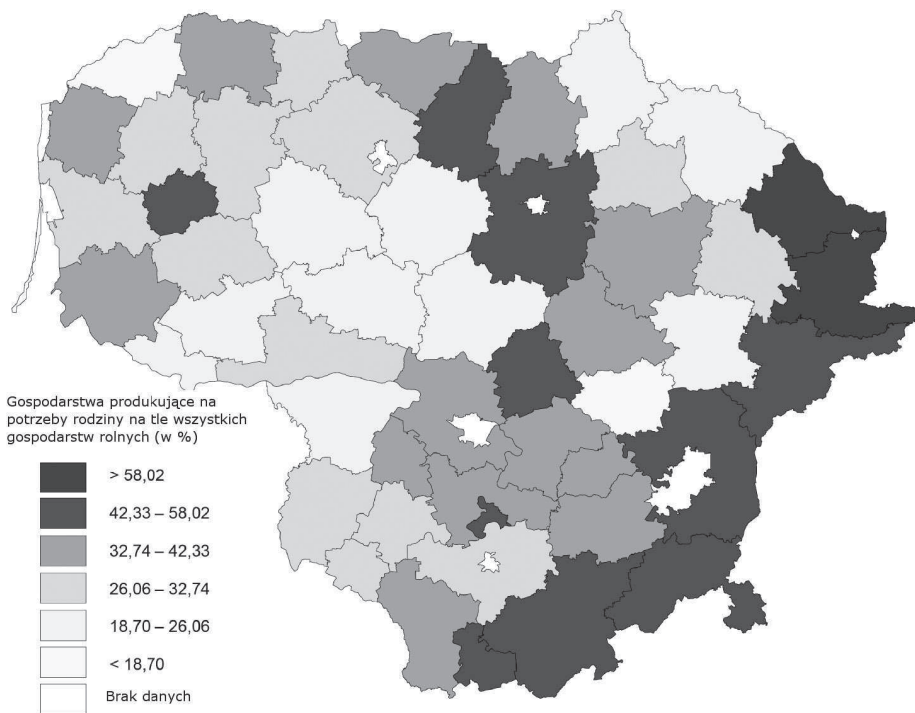 Gospodarstwa produkujące na
potrzeby rodziny na tle wszystkich
gospodarstw rolnych (w %)
> 58,02
42,33 – 58,02
32,74 – 42,33
26,06 – 32,74
18,70 – 26,06
< 18,70
Brak danych